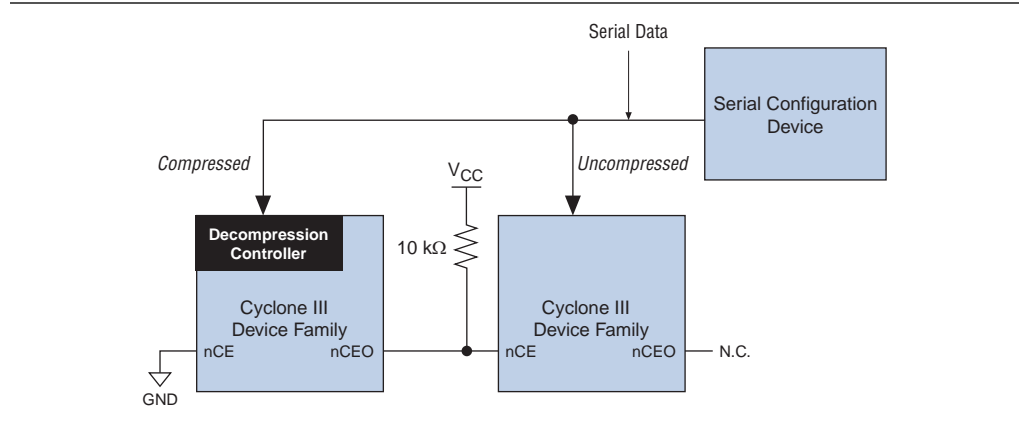 Serial Data
Serial Configuration
Device
Compressed
Uncompressed
VCC
Decompression
Controller
10 kΩ
Cyclone III
Device Family
nCE
nCEO
GND
Cyclone III
Device Family
nCE
nCEO
N.C.